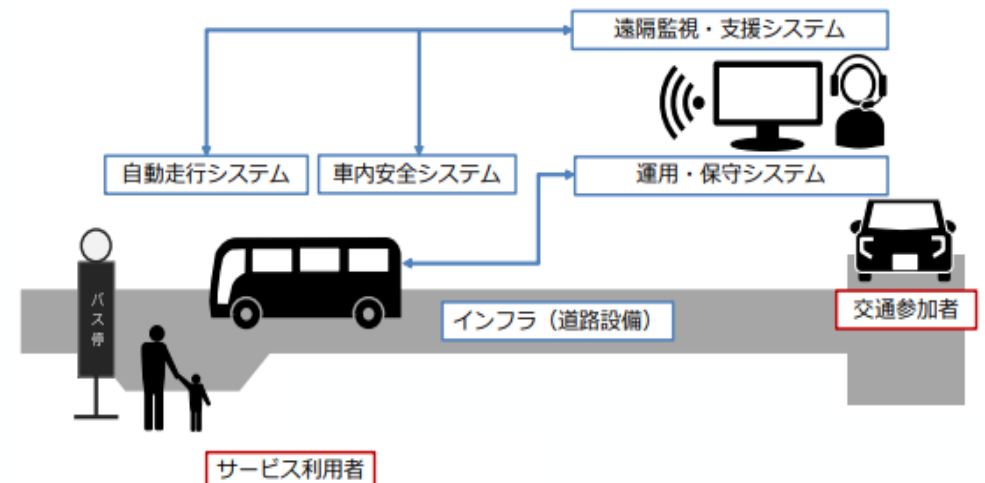 遠隔監視・支援システム
自動走行システム
車内安全システム
運用・保守システム
バス停
インフラ（道路設備）
交通参加者
サービス利用者